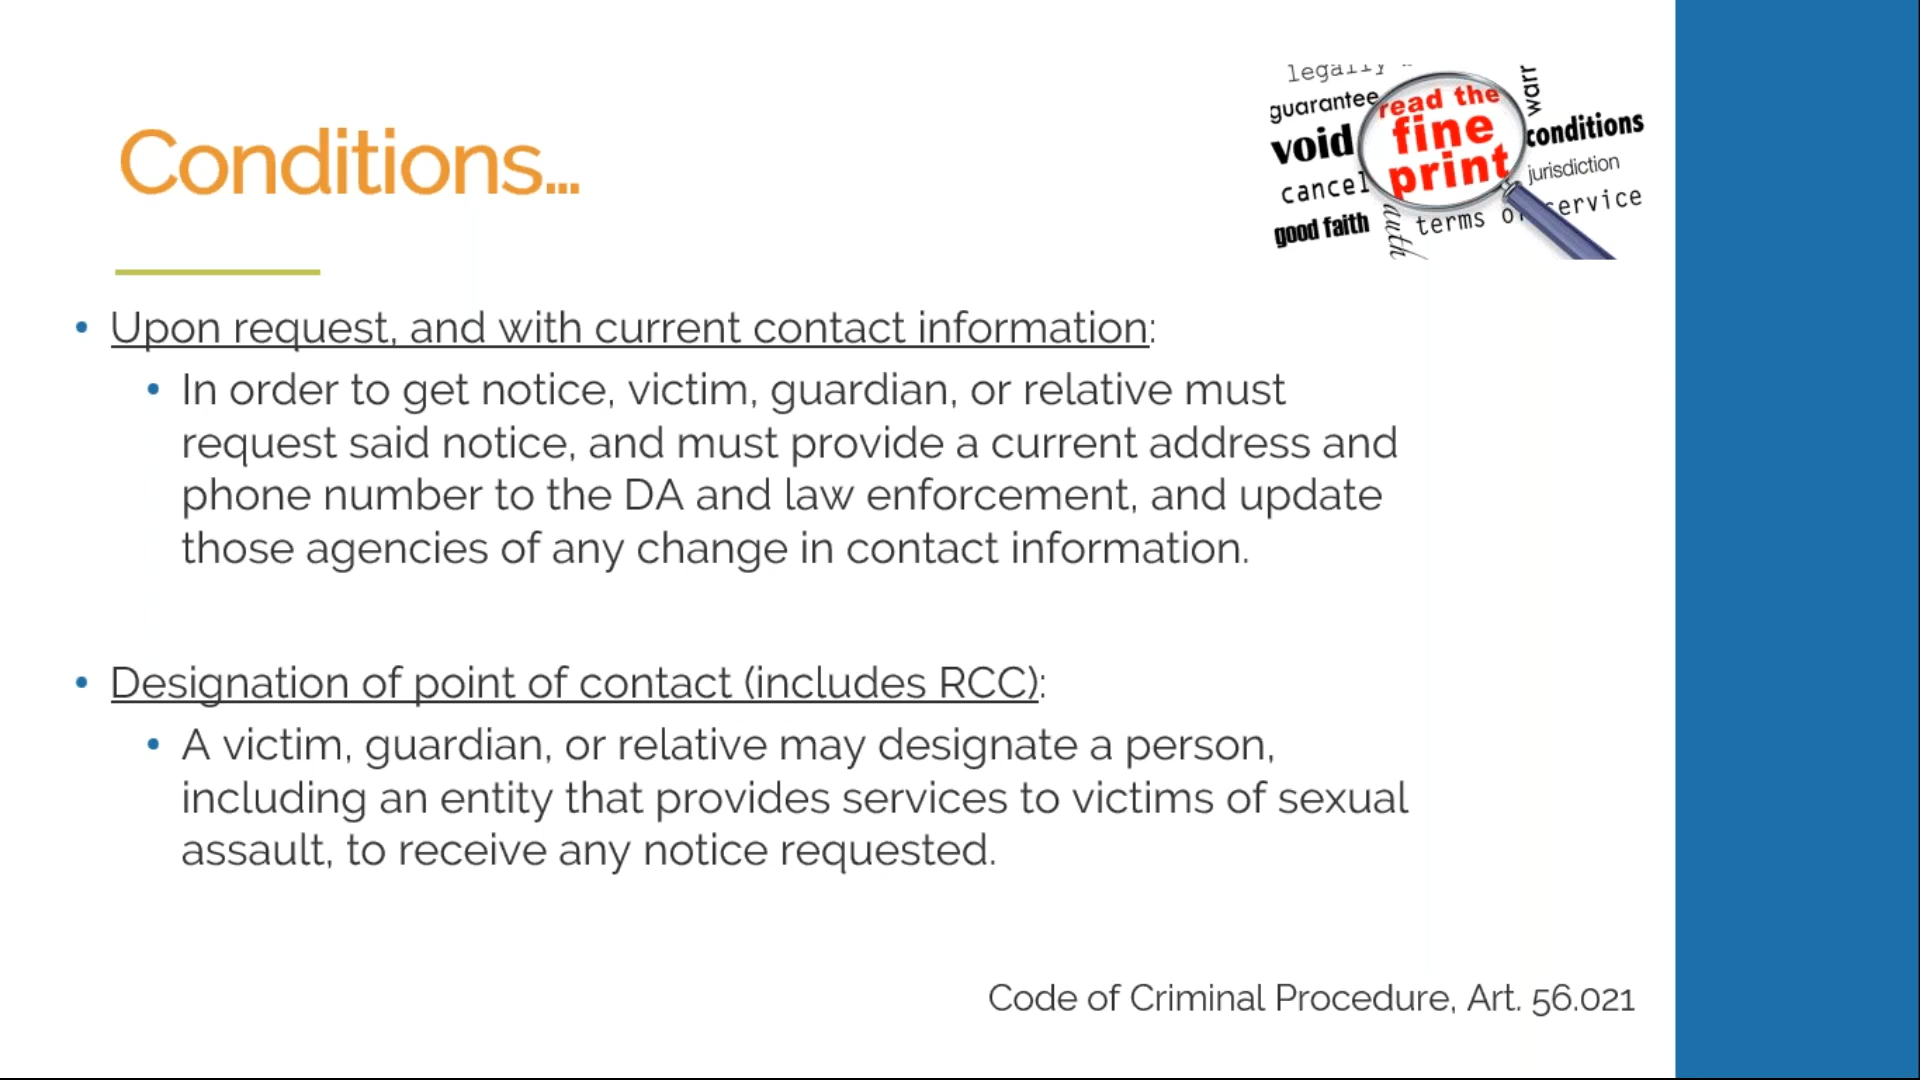 Conditions...
legally
guarantee
void
cancel
good faith
auth
read the
fine
print
warr
conditions
jurisdiction
terms of service
• Upon request, and with current contact information:
• In order to get notice, victim, guardian, or relative must
request said notice, and must provide a current address and
phone number to the DA and law enforcement, and update
those agencies of any change in contact information.
• Designation of point of contact (includes RCC):
• A victim, guardian, or relative may designate a person,
including an entity that provides services to victims of sexual
assault, to receive any notice requested.
Code of Criminal Procedure, Art. 56.021